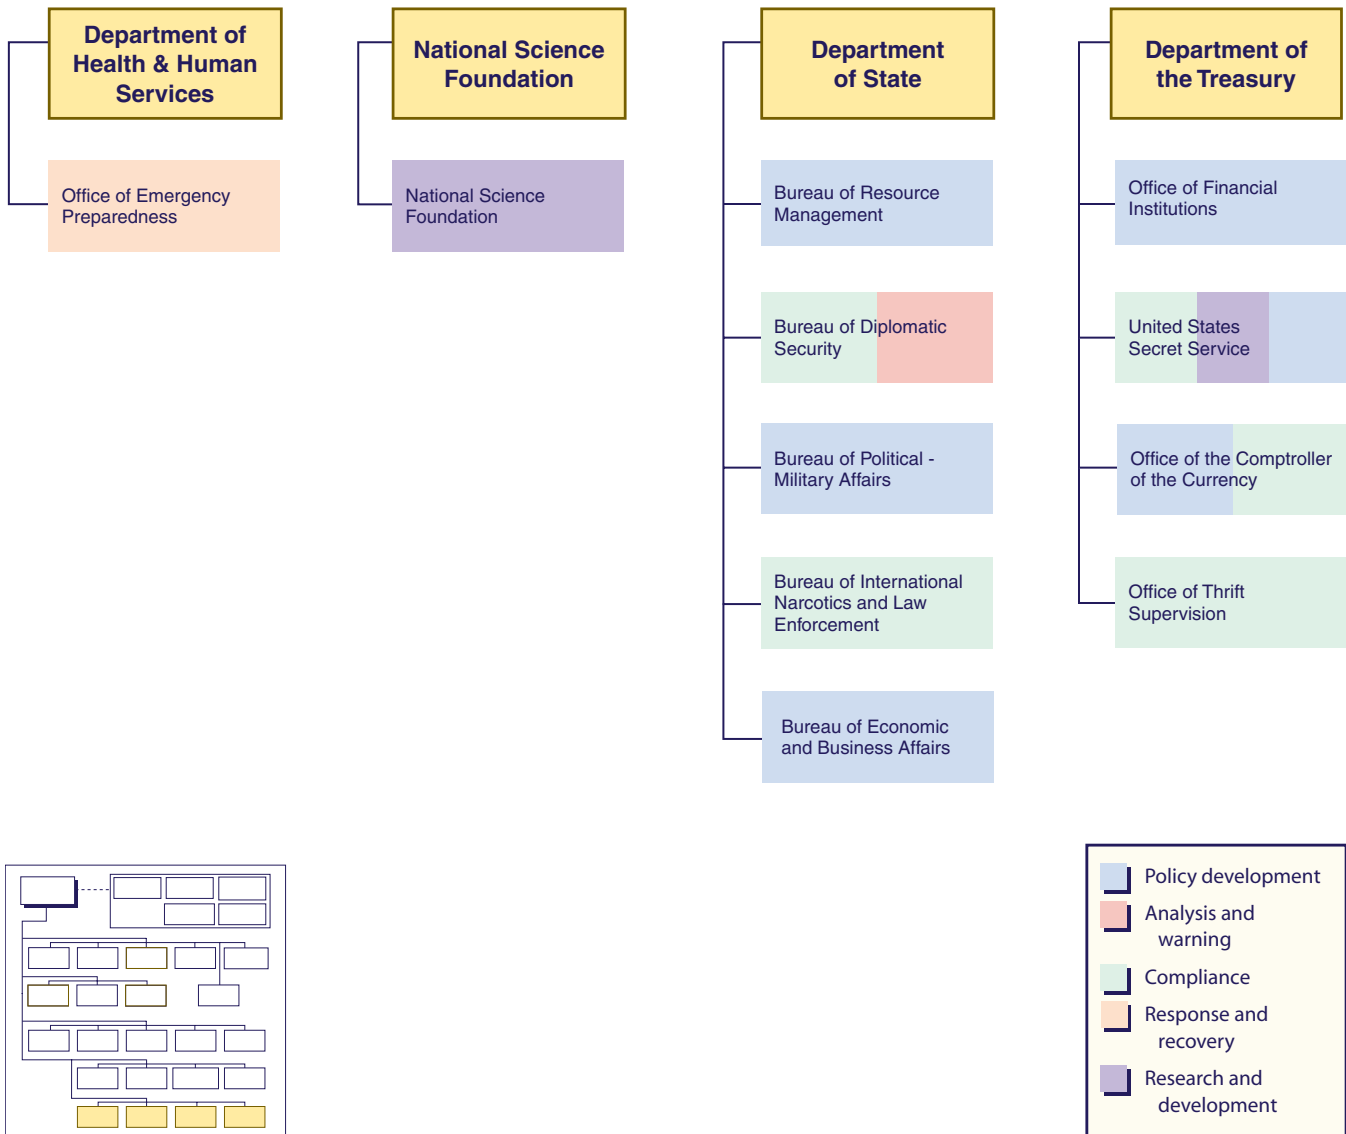 Department of
Health & Human
Services
Office of Emergency
Preparedness
National Science
Foundation
National Science
Foundation
Department
of State
Bureau of Resource
Management
Bureau of Diplomatic
Security
Bureau of Political -
Military Affairs
Bureau of International
Narcotics and Law
Enforcement
Bureau of Economic
and Business Affairs
Department of
the Treasury
Office of Financial
Institutions
United States
Secret Service
Office of the Comptroller
of the Currency
Office of Thrift
Supervision
Policy development
Analysis and
warning
Compliance
Response and
recovery
Research and
development